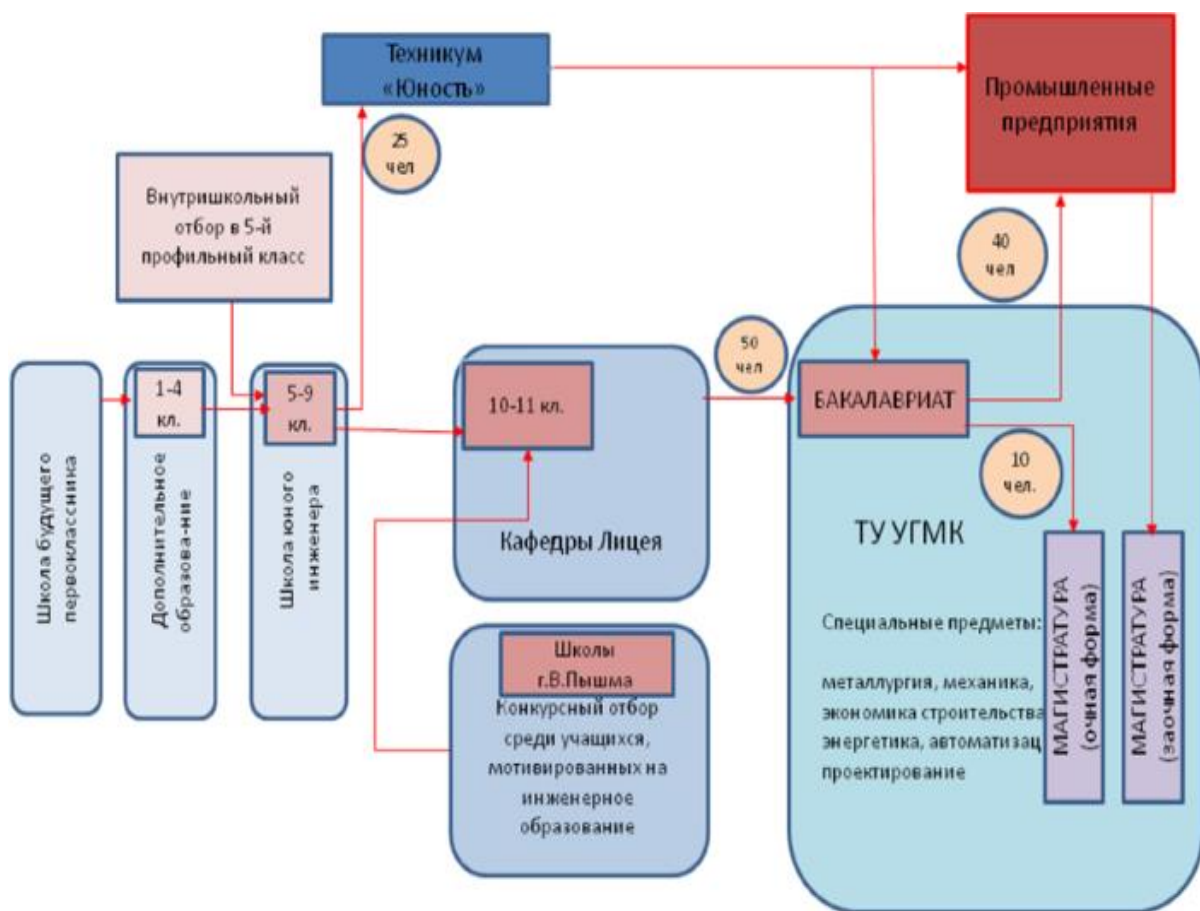 Техникум
«Юность»
Промышленные
предприятия
25
чел
Внутришкольный
отбор в 5-й
профильный класс
40
чел
50
чел
1-4
кл.
5-9
кл.
10-11 кл.
БАКАЛАВРИАТ
10
чел.
Школа будущего
первоклассника
Дополнительное
образова-ние
Школа юного
инженера
Кафедры Лицея
ТУ УГМК
Школы
г.В.Пышма
Конкурсный отбор
среди учащихся,
мотивированных на
инженерное
образование
Специальные предметы:
металлургия, механика,
экономика строительства
энергетика, автоматизац
проектирование
МАГИСТРАТУРА
(очная форма)
МАГИСТРАТУРА
(заочная форма)